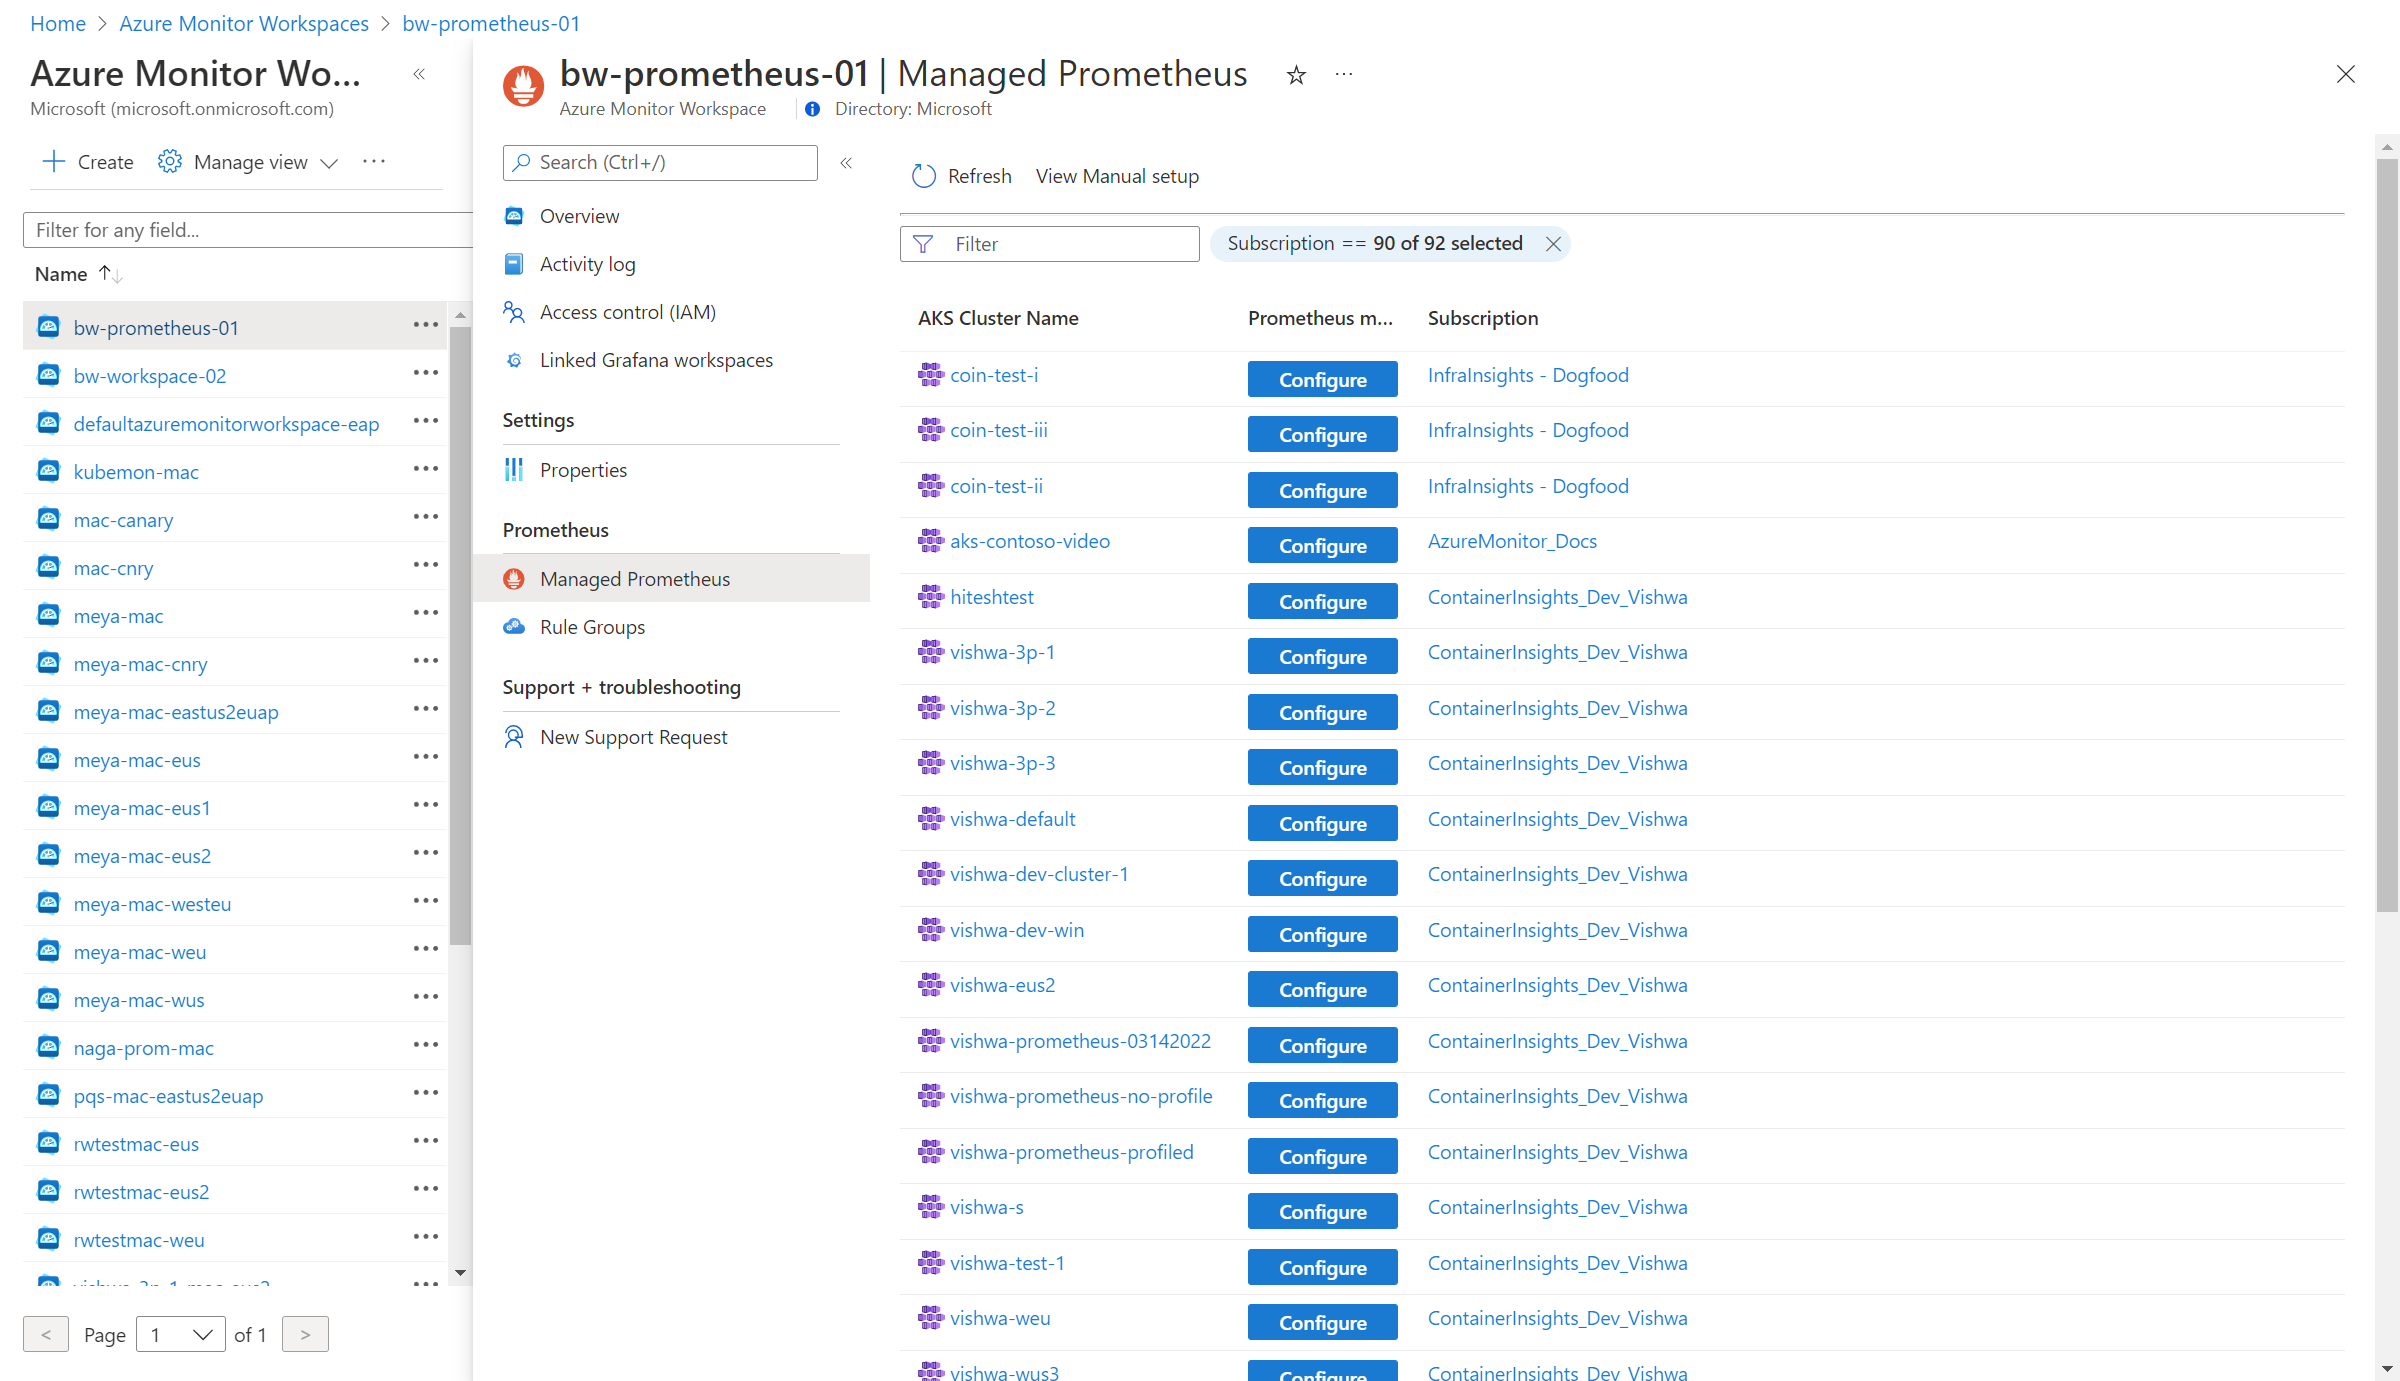 Home > Azure Monitor Workspaces > bw-prometheus-01
Azure Monitor Wo...
Microsoft (microsoft.onmicrosoft.com)
Create
Manage view
Filter for any field...
Name
bw-prometheus-01
bw-workspace-02
defaultazuremonitorworkspace-eap
kubemon-mac
mac-canary
mac-cnry
meya-mac
meya-mac-cnry
meya-mac-eastus2euap
meya-mac-eus
meya-mac-eus1
meya-mac-eus2
meya-mac-westeu
meya-mac-weu
meya-mac-wus
naga-prom-mac
pqs-mac-eastus2euap
rwtestmac-eus
rwtestmac-eus2
rwtestmac-weu
< Page 1 of 1 >
bw-prometheus-01 | Managed Prometheus
Azure Monitor Workspace
Directory: Microsoft
Search (Ctrl+/)
Overview
Activity log
Access control (IAM)
Linked Grafana workspaces
Settings
Properties
Prometheus
Managed Prometheus
Rule Groups
Support + troubleshooting
New Support Request
Refresh View Manual setup
Filter
Subscription == 90 of 92 selected
AKS Cluster Name Prometheus m... Subscription
coin-test-i Configure InfraInsights - Dogfood
coin-test-iii Configure InfraInsights - Dogfood
coin-test-ii Configure InfraInsights - Dogfood
aks-contoso-video Configure AzureMonitor_Docs
hiteshtest Configure ContainerInsights_Dev_Vishwa
vishwa-3p-1 Configure ContainerInsights_Dev_Vishwa
vishwa-3p-2 Configure ContainerInsights_Dev_Vishwa
vishwa-3p-3 Configure ContainerInsights_Dev_Vishwa
vishwa-default Configure ContainerInsights_Dev_Vishwa
vishwa-dev-cluster-1 Configure ContainerInsights_Dev_Vishwa
vishwa-dev-win Configure ContainerInsights_Dev_Vishwa
vishwa-eus2 Configure ContainerInsights_Dev_Vishwa
vishwa-prometheus-03142022 Configure ContainerInsights_Dev_Vishwa
vishwa-prometheus-no-profile Configure ContainerInsights_Dev_Vishwa
vishwa-prometheus-profiled Configure ContainerInsights_Dev_Vishwa
vishwa-s Configure ContainerInsights_Dev_Vishwa
vishwa-test-1 Configure ContainerInsights_Dev_Vishwa
vishwa-weu Configure ContainerInsights_Dev_Vishwa
vishwa-wus3 Configure ContainerInsights_Dev_Vishwa